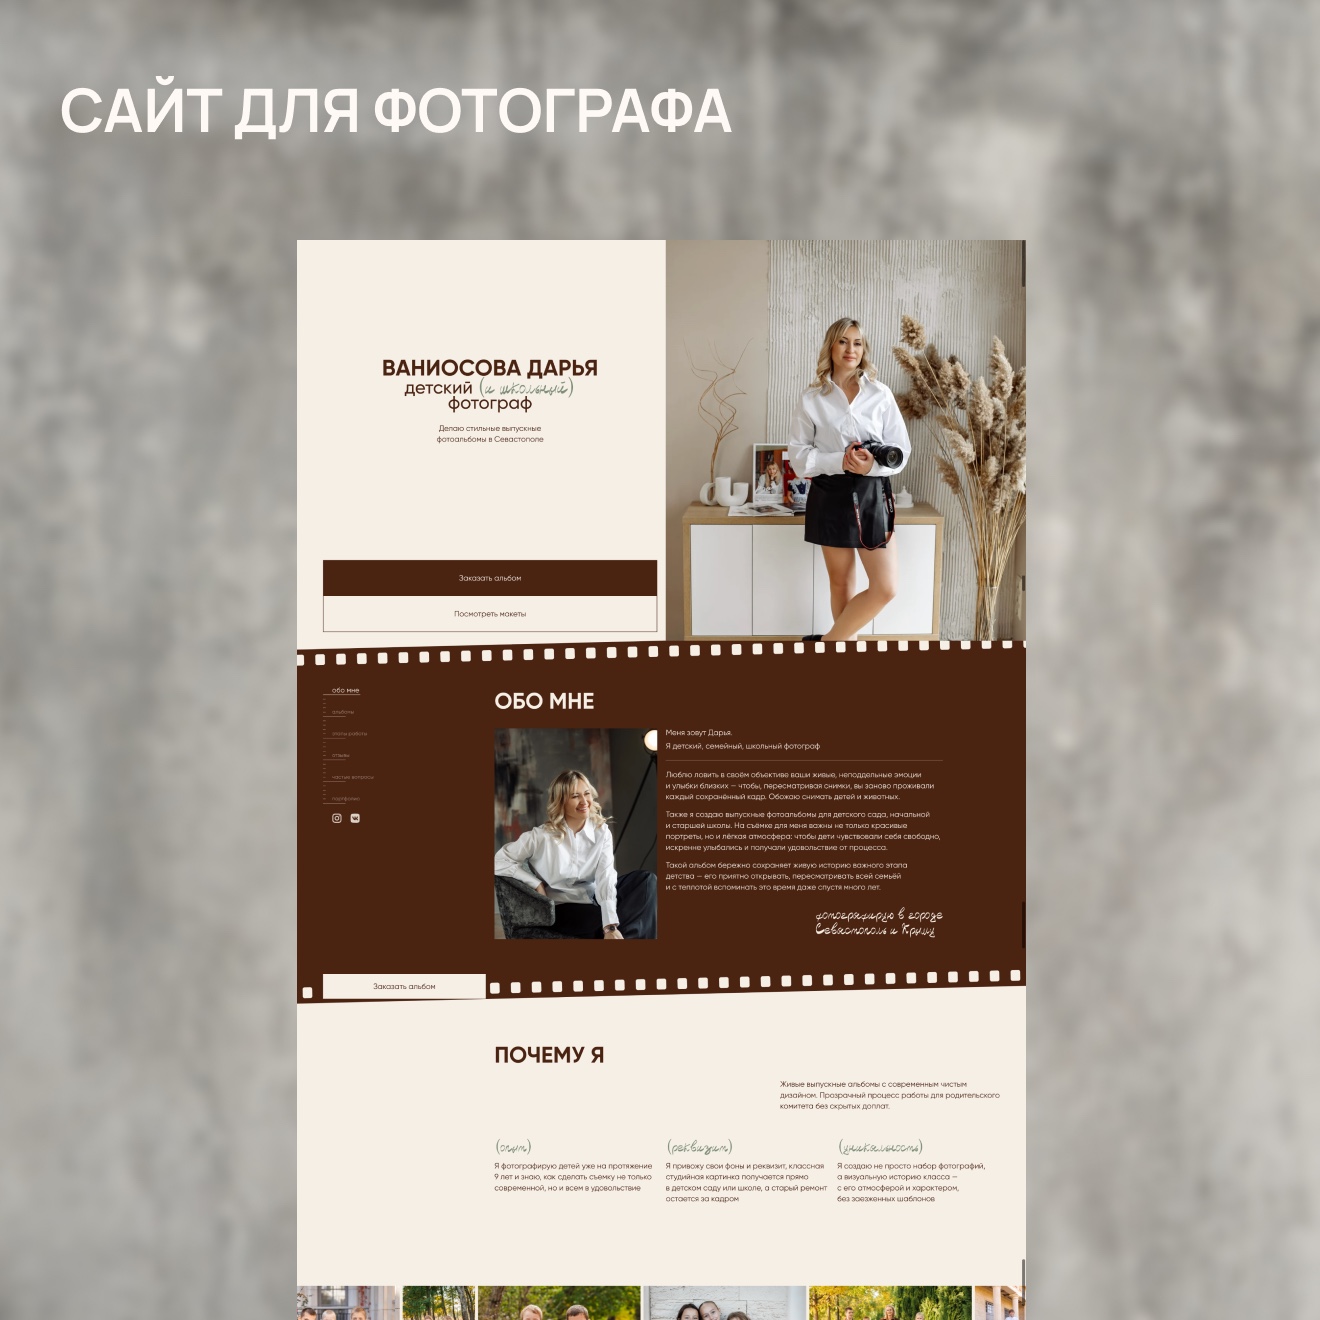 САЙТ ДЛЯ ФОТОГРАФА
ВАНИОСОВА ДАРЬЯ
детский (и школьный)
фотограф
Делаю стильные выпускные
фотоальбомы в Севастополе
Заказать альбом
Посмотреть макеты
обо мне
альбомы
этапы работы
отзывы
частые вопросы
портфолио
ОБО МНЕ
Меня зовут Дарья.
Я детский, семейный, школьный фотограф
Люблю ловить в своём объективе ваши живые, неподдельные эмоции
и улыбки близких — чтобы, пересматривая снимки, вы заново проживали
каждый сохранённый кадр. Обожаю снимать детей и животных.
Также я создаю выпускные фотоальбомы для детского сада, начальной
и старшей школы. На съёмке для меня важны не только красивые
портреты, но и лёгкая атмосфера: чтобы дети чувствовали себя свободно,
искренне улыбались и получали удовольствие от процесса.
Такой альбом бережно сохраняет живую историю важного этапа
детства — его приятно открывать, пересматривать всей семьёй
и с теплотой вспоминать это время даже спустя много лет.
фотографирую в городе
Севастополь и Крыму
Заказать альбом
ПОЧЕМУ Я
Живые выпускные альбомы с современным чистым
дизайном. Прозрачный процесс работы для родительского
комитета без скрытых доплат.
(опыт)
Я фотографирую детей уже на протяжение
9 лет и знаю, как сделать съемку не только
современной, но и всем в удовольствие
(реквизит)
Я привожу свои фоны и реквизит, классная
студийная картинка получается прямо
в детском саду или школе, а старый ремонт
остается за кадром
(уникальность)
Я создаю не просто набор фотографий,
а визуальную историю класса —
с его атмосферой и характером,
без заезженных шаблонов